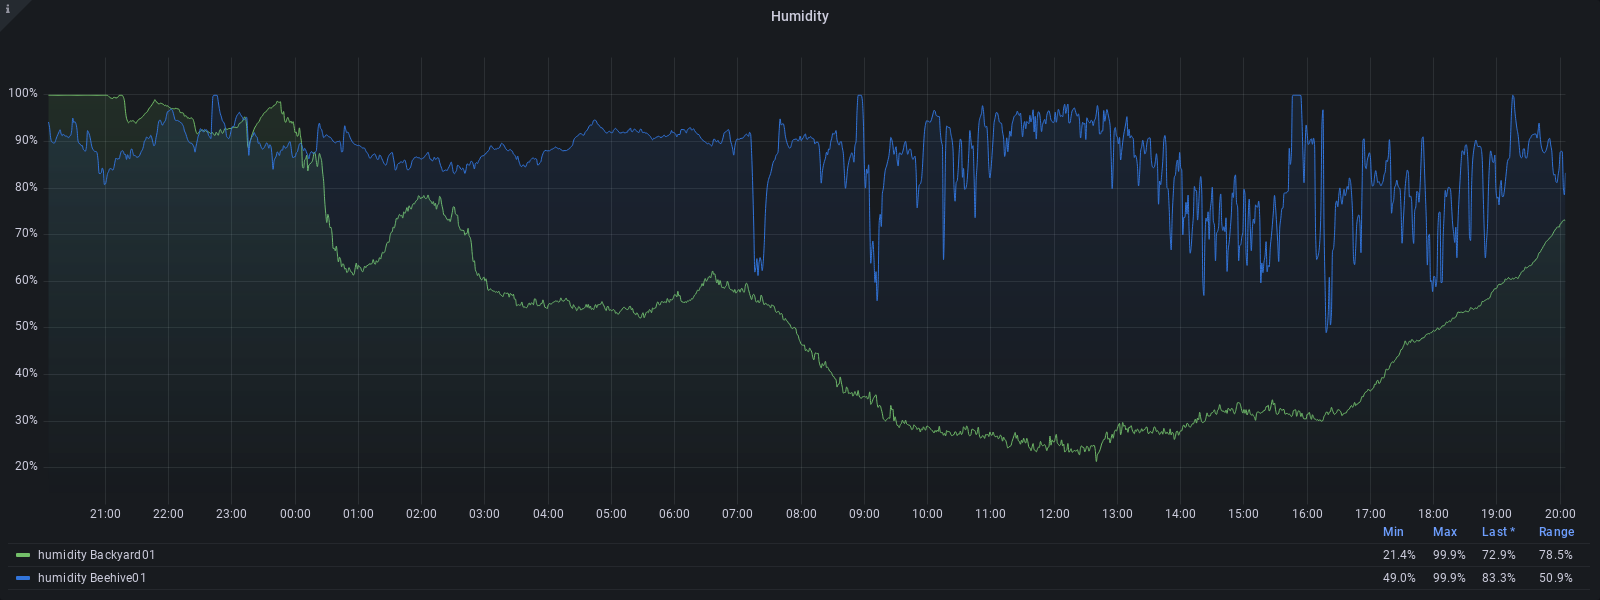 i
Humidity
100%
90%
80%
70%
60%
50%
40%
30%
20%
21:00 22:00 23:00 00:00 01:00 02:00 03:00 04:00 05:00 06:00 07:00 08:00 09:00 10:00 11:00 12:00 13:00 14:00 15:00 16:00 17:00 18:00 19:00 20:00
Min Max Last * Range
humidity Backyard01 21.4% 99.9% 72.9% 78.5%
humidity Beehive01 49.0% 99.9% 83.3% 50.9%